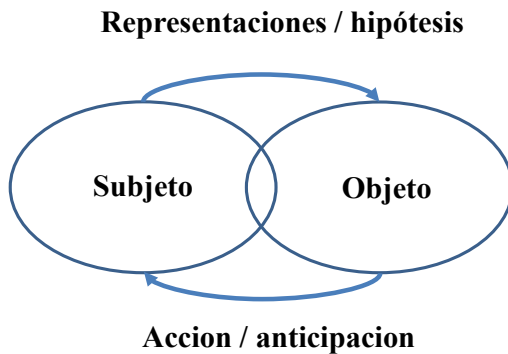 Representaciones / hipótesis
Subjeto
Objeto
Accion / anticipacion